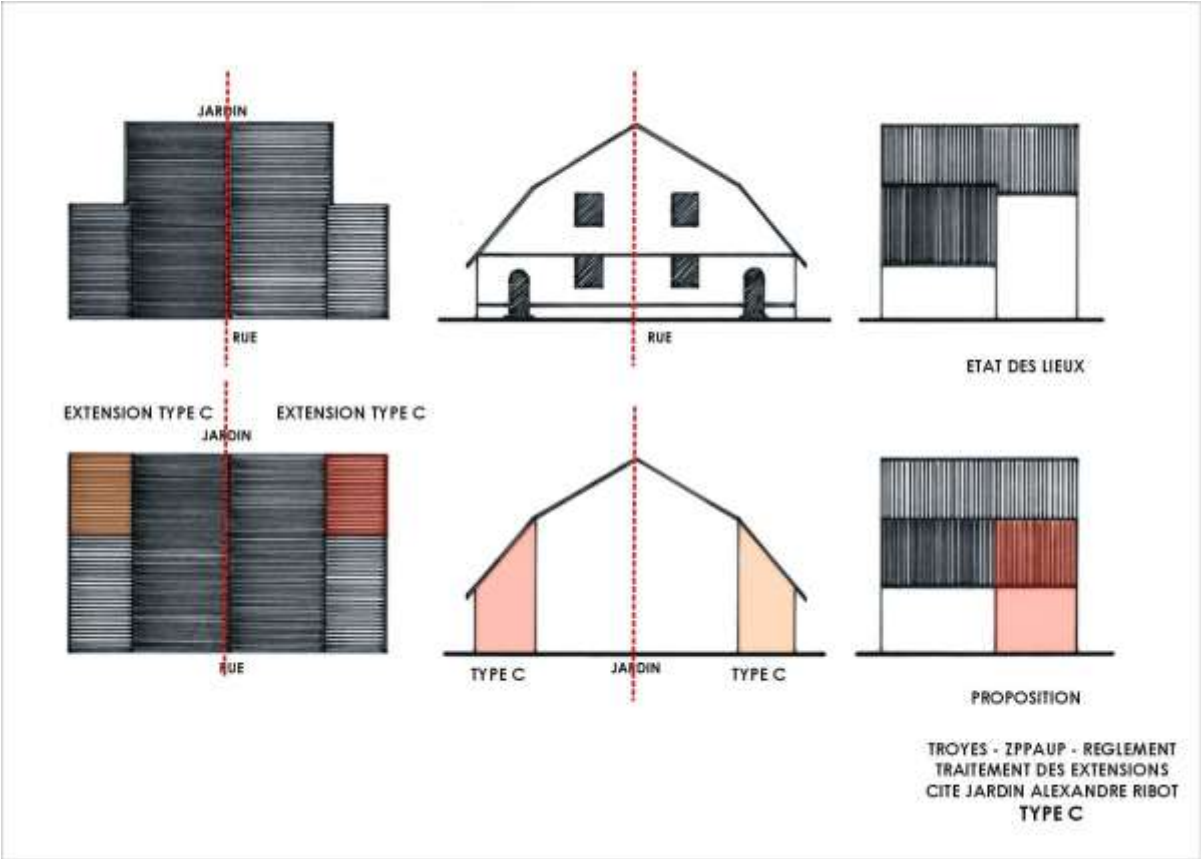 JARDIN
RUE
RUE
ETAT DES LIEUX
EXTENSION TYPE C
EXTENSION TYPE C
JARDIN
RUE
TYPE C
JARDIN
TYPE C
PROPOSITION
TROYES - ZPPAUP - REGLEMENT
TRAITEMENT DES EXTENSIONS
CITE JARDIN ALEXANDRE RIBOT
TYPE C